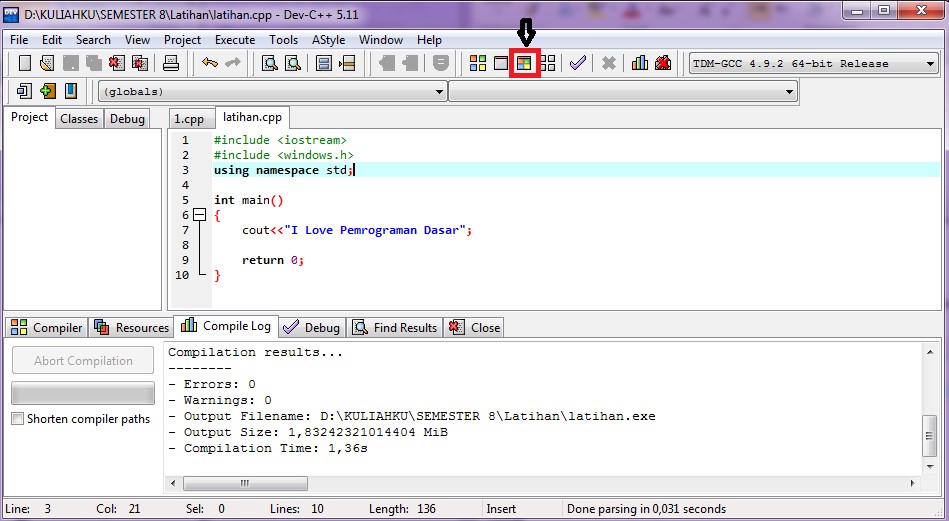 D:\KULIAHKU\SEMESTER 8\Latihan\latihan.cpp - Dev-C++ 5.11
File Edit Search View Project Execute Tools AStyle Window Help
TDM-GCC 4.9.2 64-bit Release
(globals)
Project Classes Debug 1.cpp latihan.cpp
1 #include <iostream>
2 #include <windows.h>
3 using namespace std;
4
5 int main()
6 {
7 cout<<"I Love Pemrograman Dasar";
8
9 return 0;
10 }
Compiler Resources Compile Log Debug Find Results Close
Abort Compilation
Shorten compiler paths
Compilation results...
--------
- Errors: 0
- Warnings: 0
- Output Filename: D:\KULIAHKU\SEMESTER 8\Latihan\latihan.exe
- Output Size: 1,83242321014404 MiB
- Compilation Time: 1,36s
Line: 3 Col: 21 Sel: 0 Lines: 10 Length: 136 Insert Done parsing in 0,031 seconds